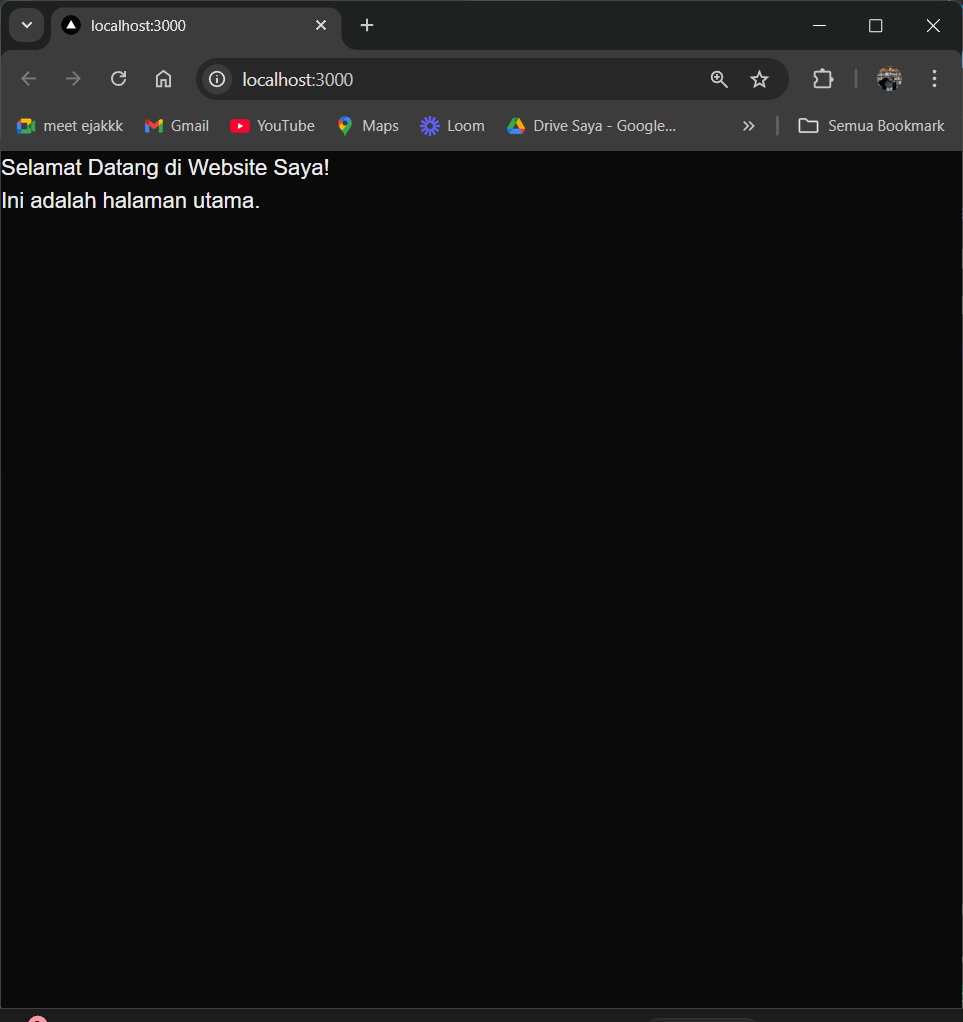 localhost:3000
localhost:3000
meet ejakkk Gmail YouTube Maps Loom Drive Saya - Google... Semua Bookmark
Selamat Datang di Website Saya!
Ini adalah halaman utama.